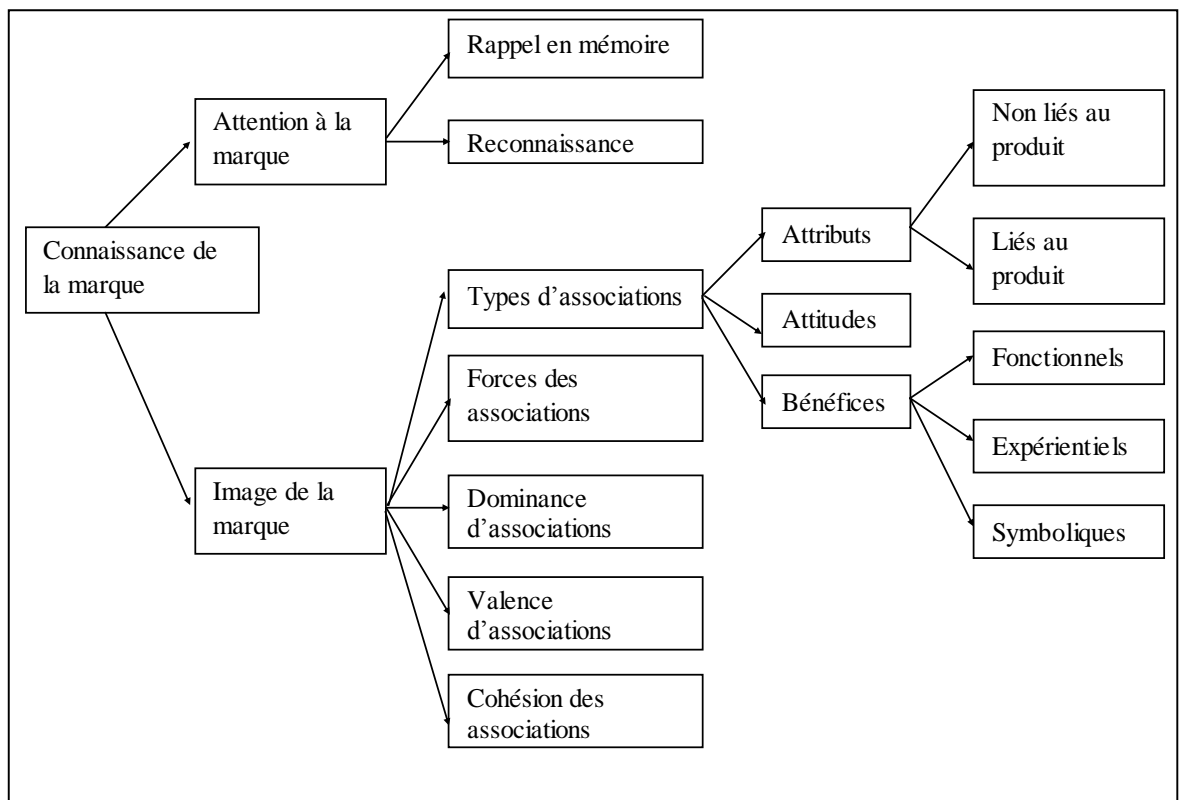 Connaissance de
la marque
Attention à la
marque
Rappel en mémoire
Reconnaissance
Image de la
marque
Types d'associations
Forces des
associations
Dominance
d'associations
Valence
d'associations
Cohésion des
associations
Attributs
Attitudes
Bénéfices
Non liés au
produit
Liés au
produit
Fonctionnels
Expérientiels
Symboliques